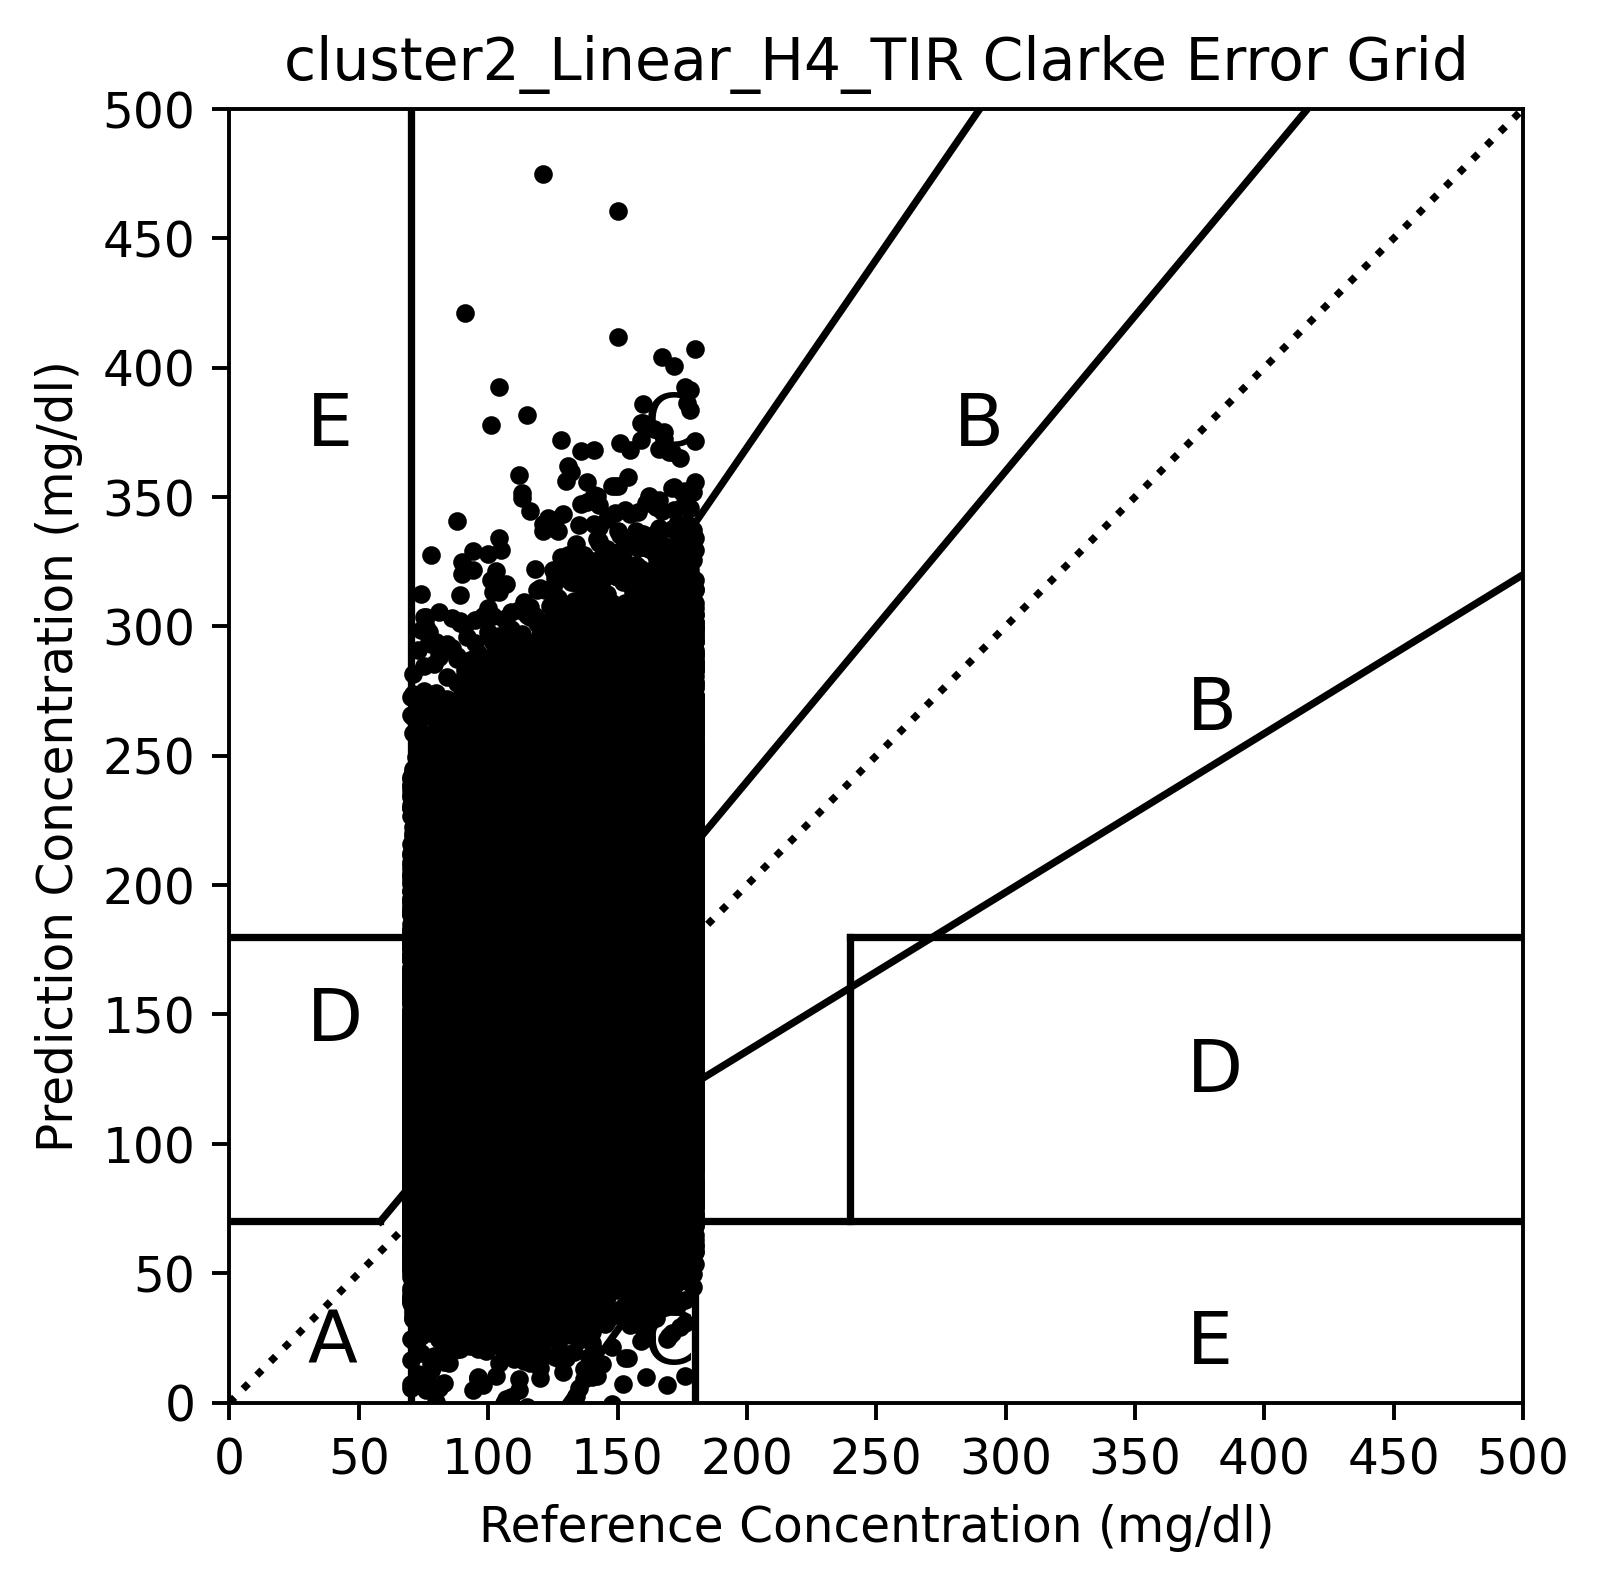 cluster2_Linear_H4_TIR Clarke Error Grid
Prediction Concentration (mg/dl)
500
450
400
350
300
250
200
150
100
50
0
E
C
B
B
D
D
A
C
E
0 50 100 150 200 250 300 350 400 450 500
Reference Concentration (mg/dl)